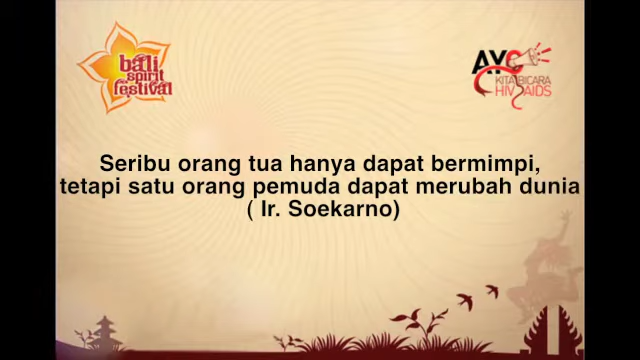 bali
spirit
festival
AYO
KITA BICARA
HIV AIDS
Seribu orang tua hanya dapat bermimpi,
tetapi satu orang pemuda dapat merubah dunia
( Ir. Soekarno)